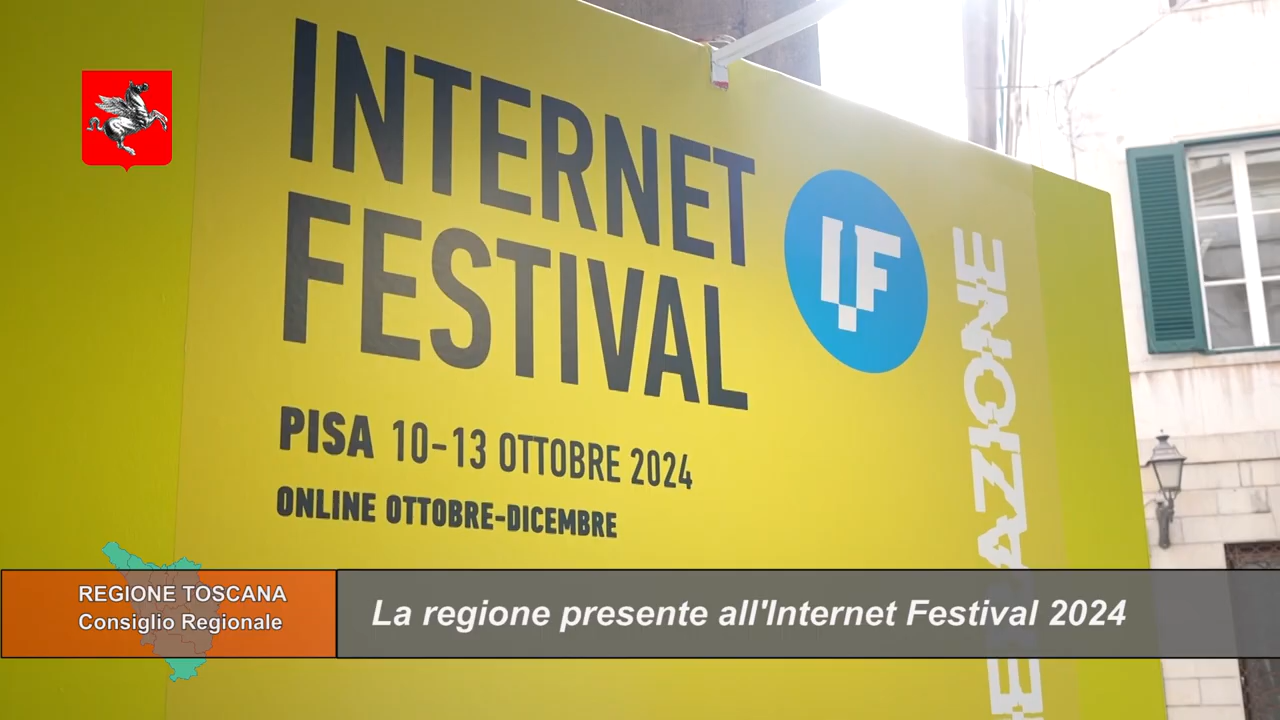 INTERNET
FESTIVAL
PISA 10-13 OTTOBRE 2024
ONLINE OTTOBRE-DICEMBRE
IF
AZIONE
REGIONE TOSCANA
Consiglio Regionale
La regione presente all'Internet Festival 2024